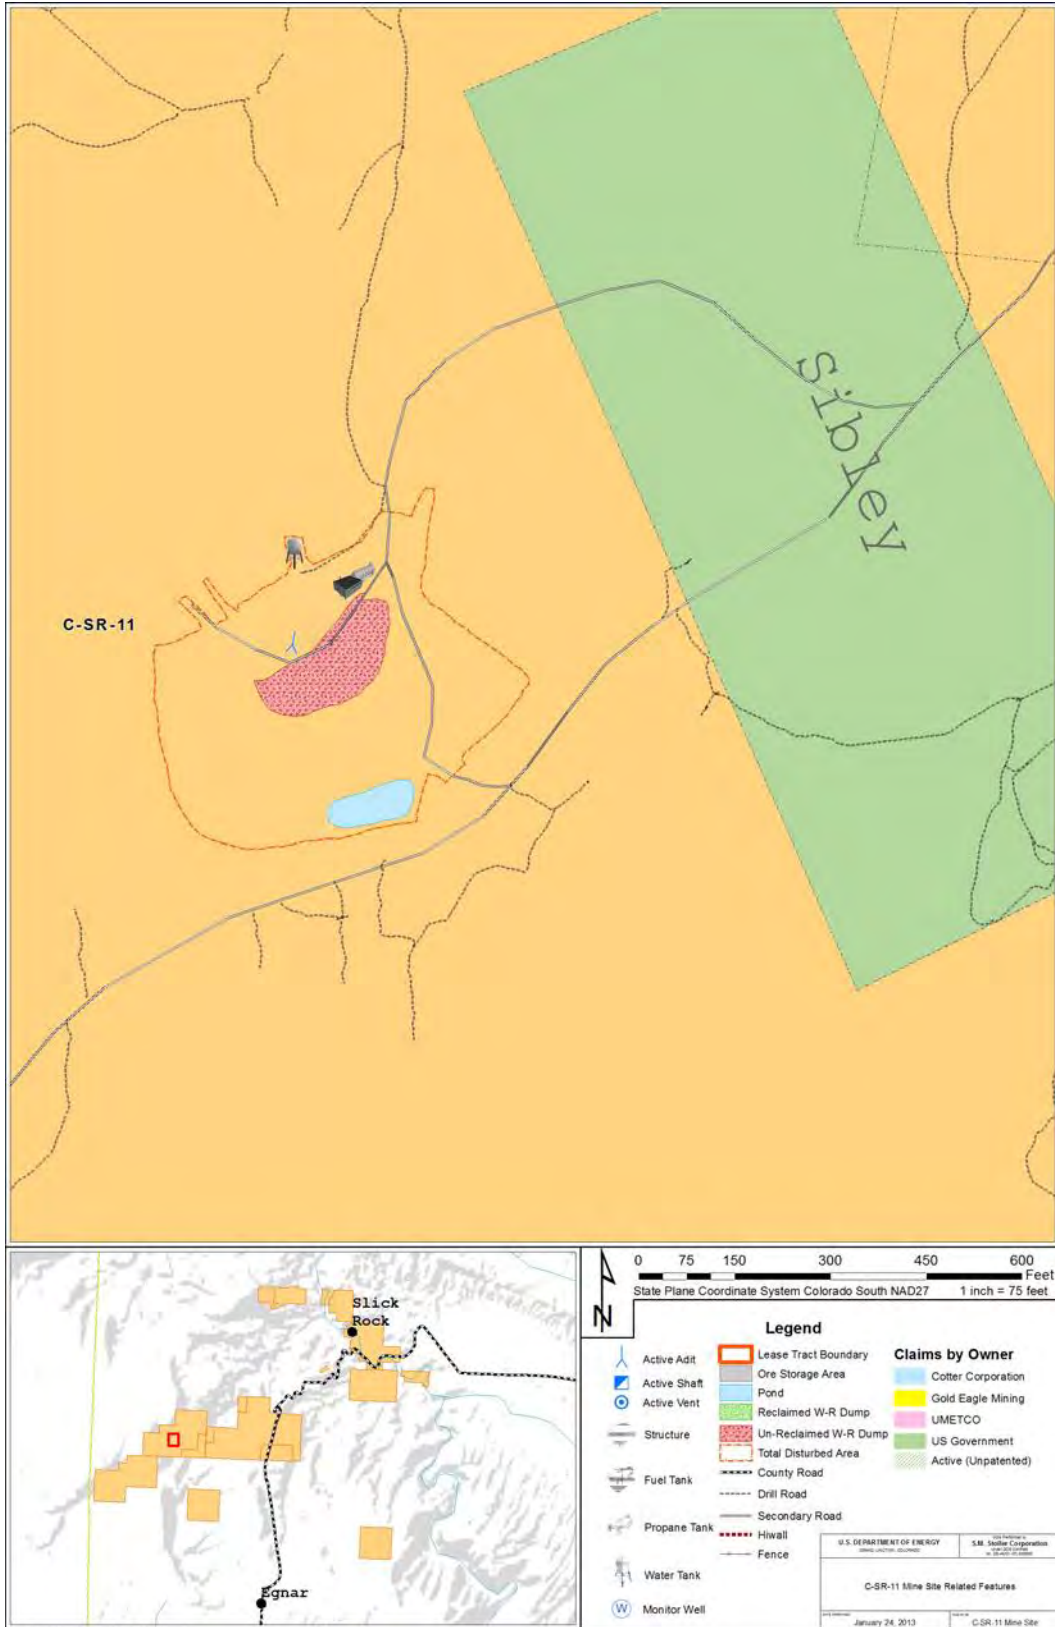 Sibley
C-SR-11
Slick
Rock
Egnar
N
0 75 150 300 450 600
Feet
State Plane Coordinate System Colorado South NAD27 1 inch = 75 feet
Legend
Active Adit
Active Shaft
Active Vent
Structure
Fuel Tank
Propane Tank
Water Tank
W Monitor Well
Lease Tract Boundary
Ore Storage Area
Pond
Reclaimed W-R Dump
Un-Reclaimed W-R Dump
Total Disturbed Area
County Road
Drill Road
Secondary Road
Hiwall
Fence
Claims by Owner
Cotter Corporation
Gold Eagle Mining
UMETCO
US Government
Active (Unpatented)
U.S. DEPARTMENT OF ENERGY
GRAND JUNCTION, COLORADO
S.M. Stoller Corporation
C-SR-11 Mine Site Related Features
January 24, 2013
C-SR-11 Mine Site